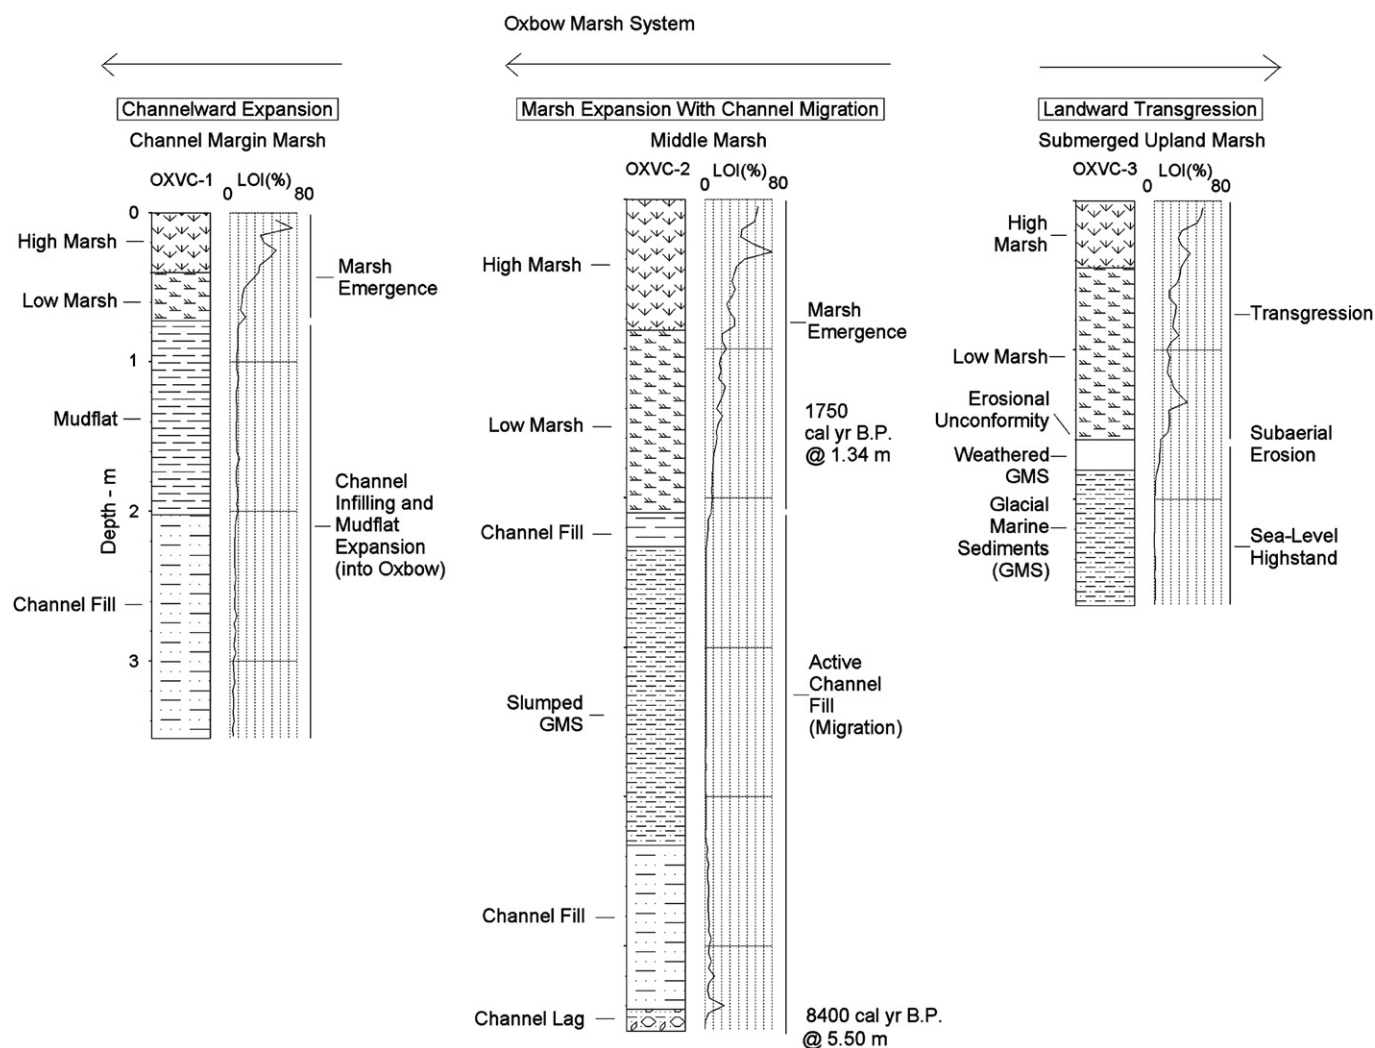 Oxbow Marsh System
Channelward Expansion
Channel Margin Marsh
OXVC-1
LOI(%)
0
80
0
1
2
3
Depth - m
High Marsh
Low Marsh
Mudflat
Channel Fill
Marsh
Emergence
Channel
Infilling and
Mudflat
Expansion
(into Oxbow)
Marsh Expansion With Channel Migration
Middle Marsh
OXVC-2
LOI(%)
0
80
High Marsh
Low Marsh
Channel Fill
Slumped
GMS
Channel Fill
Channel Lag
Marsh
Emergence
1750
cal yr B.P.
@ 1.34 m
Active
Channel
Fill
(Migration)
8400 cal yr B.P.
@ 5.50 m
Landward Transgression
Submerged Upland Marsh
OXVC-3
LOI(%)
0
80
High
Marsh
Low Marsh
Erosional
Unconformity
Weathered
GMS
Glacial
Marine
Sediments
(GMS)
Transgression
Subaerial
Erosion
Sea-Level
Highstand